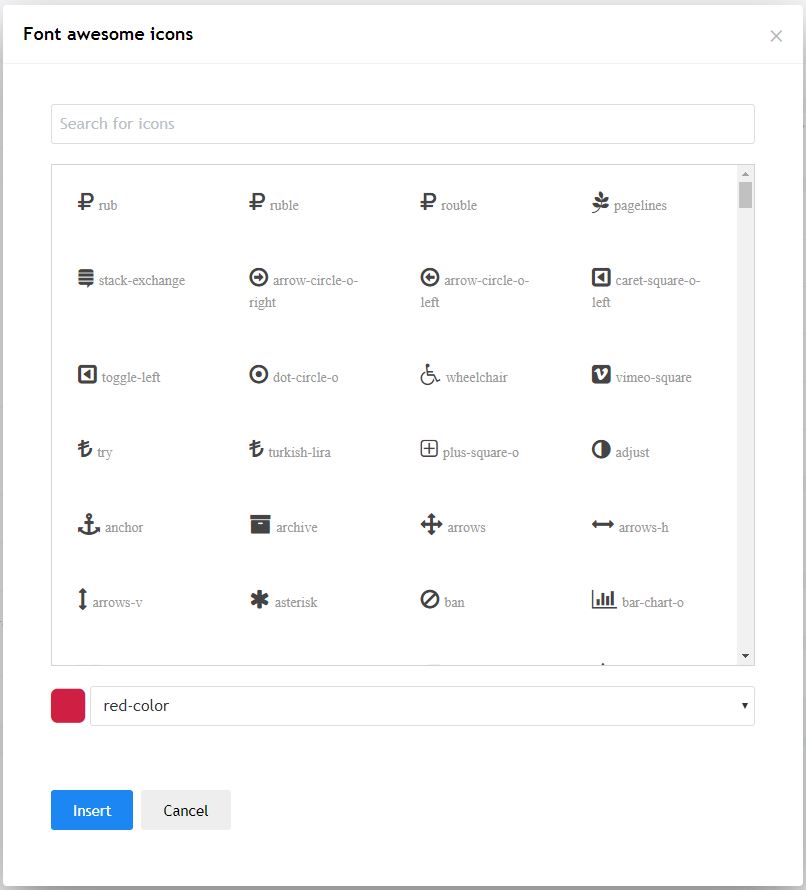 Font awesome icons
Search for icons
rub ruble rouble pagelines
stack-exchange arrow-circle-o- arrow-circle-o- caret-square-o-
right left left
toggle-left dot-circle-o wheelchair vimeo-square
try turkish-lira plus-square-o adjust
anchor archive arrows arrows-h
arrows-v asterisk ban bar-chart-o
red-color
Insert Cancel